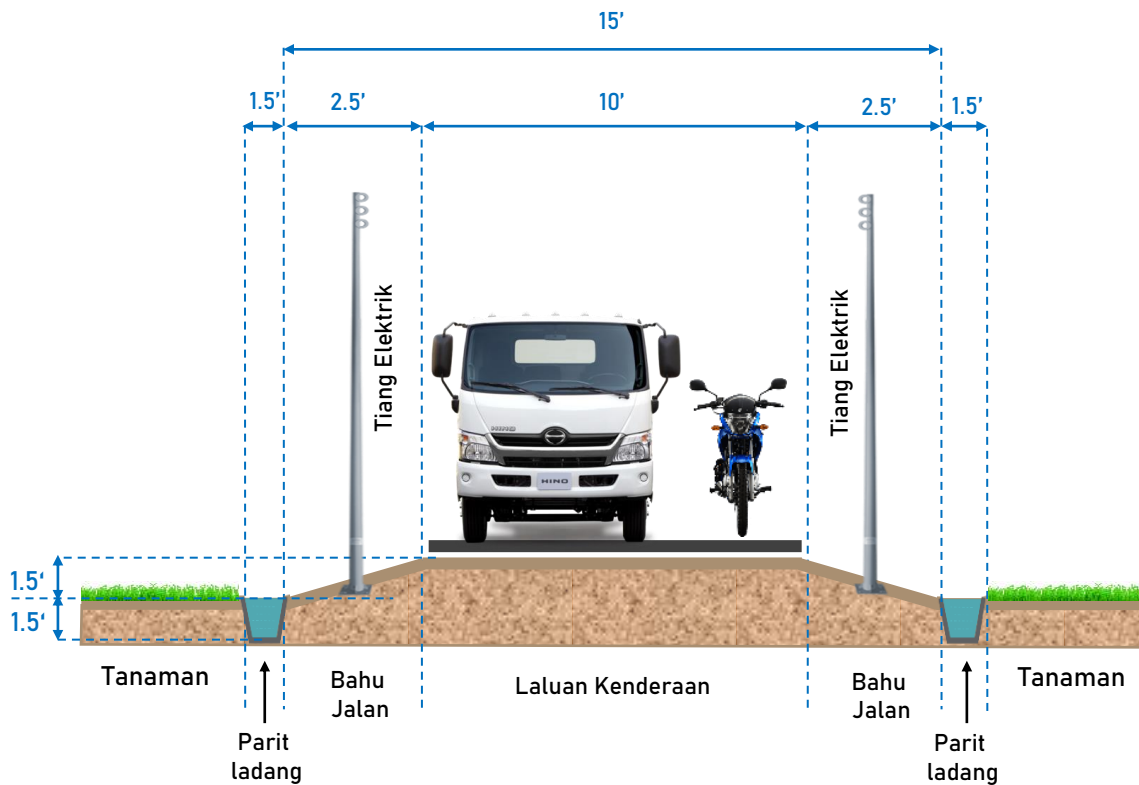 15'
1.5'
2.5'
10'
2.5'
1.5'
Tiang Elektrik
Tiang Elektrik
HINO
HINO
1.5'
1.5'
Tanaman
Bahu
Jalan
Laluan Kenderaan
Bahu
Jalan
Tanaman
Parit
ladang
Parit
ladang